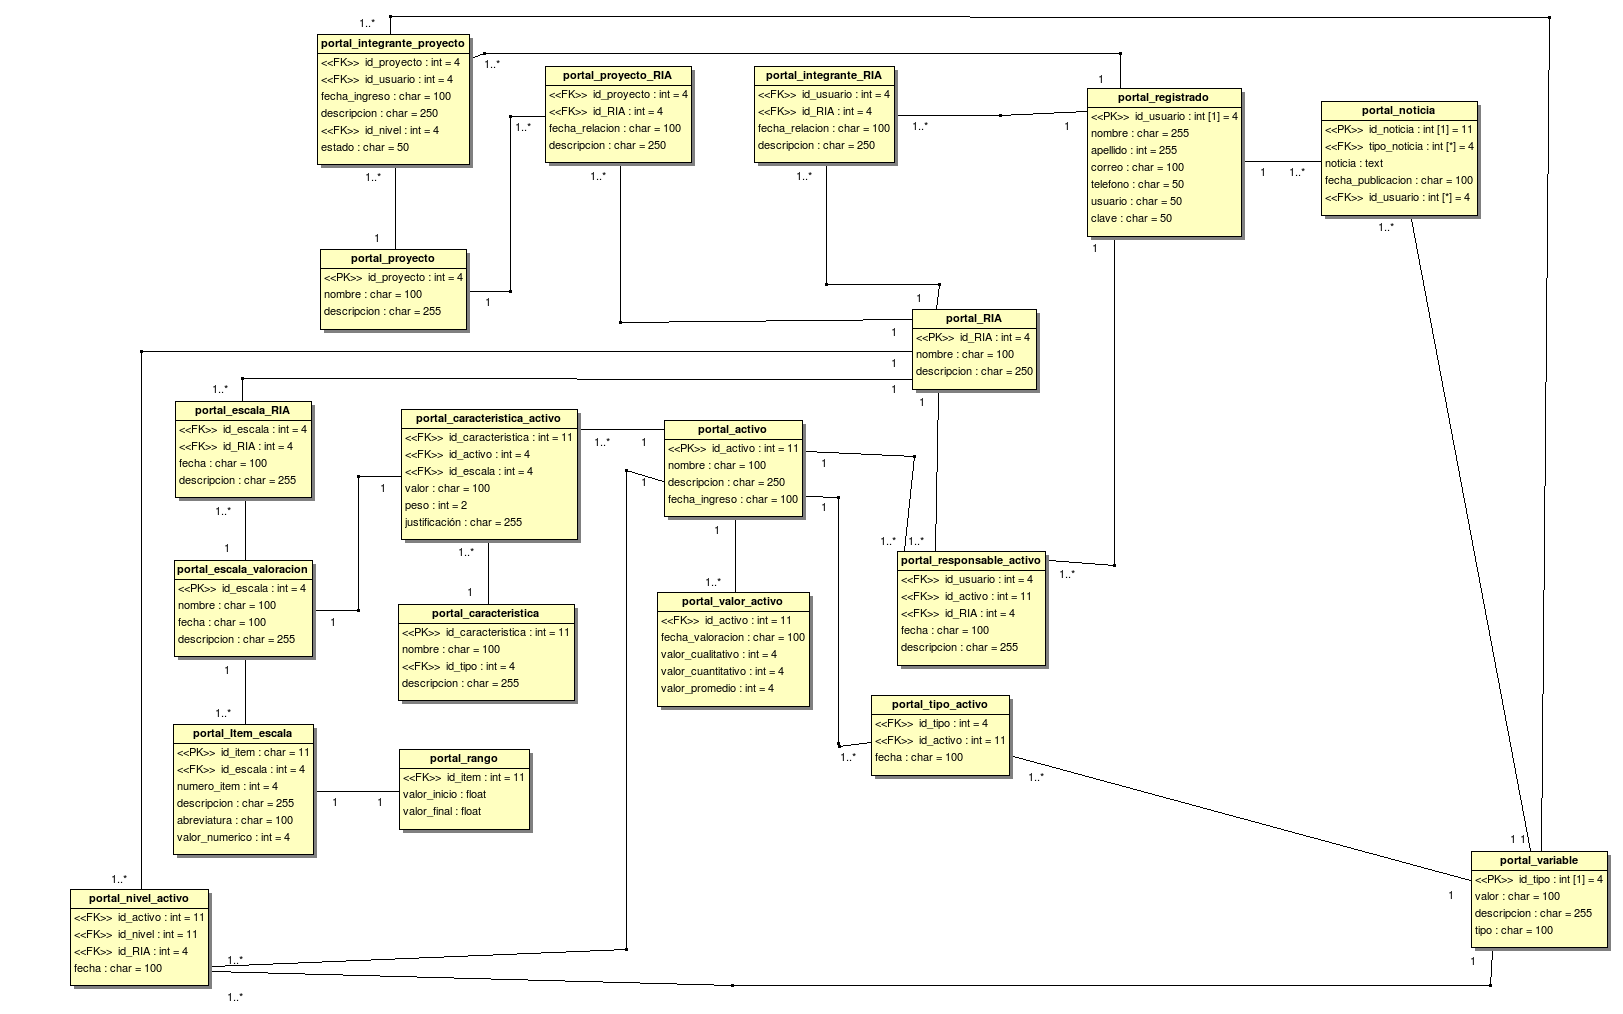 1..*
portal_integrante_proyecto
<<FK>> id_proyecto : int = 4
<<FK>> id_usuario : int = 4
fecha_ingreso : char = 100
descripcion : char = 250
<<FK>> id_nivel : int = 4
estado : char = 50
1..*
1..*
1
portal_proyecto_RIA
<<FK>> id_proyecto : int = 4
<<FK>> id_RIA : int = 4
fecha_relacion : char = 100
descripcion : char = 250
1..*
1..*
portal_integrante_RIA
<<FK>> id_usuario : int = 4
<<FK>> id_RIA : int = 4
fecha_relacion : char = 100
descripcion : char = 250
1..*
1..*
1
1
portal_registrado
<<PK>> id_usuario : int [1] = 4
nombre : char = 255
apellido : int = 255
correo : char = 100
telefono : char = 50
usuario : char = 50
clave : char = 50
1
1..*
1
portal_noticia
<<PK>> id_noticia : int [1] = 11
<<FK>> tipo_noticia : int [*] = 4
noticia : text
fecha_publicacion : char = 100
<<FK>> id_usuario : int [*] = 4
1..*
portal_proyecto
<<PK>> id_proyecto : int = 4
nombre : char = 100
descripcion : char = 255
1
1
portal_RIA
<<PK>> id_RIA : int = 4
nombre : char = 100
descripcion : char = 250
1
1
1
1
1..*
portal_escala_RIA
<<FK>> id_escala : int = 4
<<FK>> id_RIA : int = 4
fecha : char = 100
descripcion : char = 255
1..*
1
portal_caracteristica_activo
<<FK>> id_caracteristica : int = 11
<<FK>> id_activo : int = 4
<<FK>> id_escala : int = 4
valor : char = 100
peso : int = 2
justificación : char = 255
1
1..*
1..*
1
1
portal_activo
<<PK>> id_activo : int = 11
nombre : char = 100
descripcion : char = 250
fecha_ingreso : char = 100
1
1
1
1..*
1..*
1..*
portal_responsable_activo
<<FK>> id_usuario : int = 4
<<FK>> id_activo : int = 11
<<FK>> id_RIA : int = 4
fecha : char = 100
descripcion : char = 255
portal_escala_valoracion
<<PK>> id_escala : int = 4
nombre : char = 100
fecha : char = 100
descripcion : char = 255
1
1
1
portal_caracteristica
<<PK>> id_caracteristica : int = 11
nombre : char = 100
<<FK>> id_tipo : int = 4
descripcion : char = 255
1..*
portal_valor_activo
<<FK>> id_activo : int = 11
fecha_valoracion : char = 100
valor_cualitativo : int = 4
valor_cuantitativo : int = 4
valor_promedio : int = 4
portal_tipo_activo
<<FK>> id_tipo : int = 4
<<FK>> id_activo : int = 11
fecha : char = 100
1..*
1..*
1..*
portal_Item_escala
<<PK>> id_item : char = 11
<<FK>> id_escala : int = 4
numero_item : int = 4
descripcion : char = 255
abreviatura : char = 100
valor_numerico : int = 4
1
1
portal_rango
<<FK>> id_item : int = 11
valor_inicio : float
valor_final : float
1 1
portal_variable
<<PK>> id_tipo : int [1] = 4
valor : char = 100
descripcion : char = 255
tipo : char = 100
1
1
1..*
portal_nivel_activo
<<FK>> id_activo : int = 11
<<FK>> id_nivel : int = 11
<<FK>> id_RIA : int = 4
fecha : char = 100
1..*
1..*